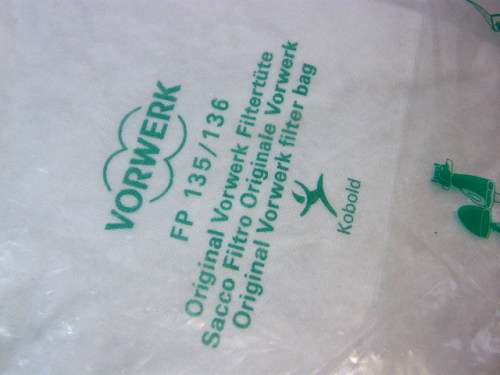 VORWERK
FP 135/136
Original Vorwerk Filtertüte
Sacco Filtro Originale Vorwerk
Original Vorwerk filter bag
Kobold